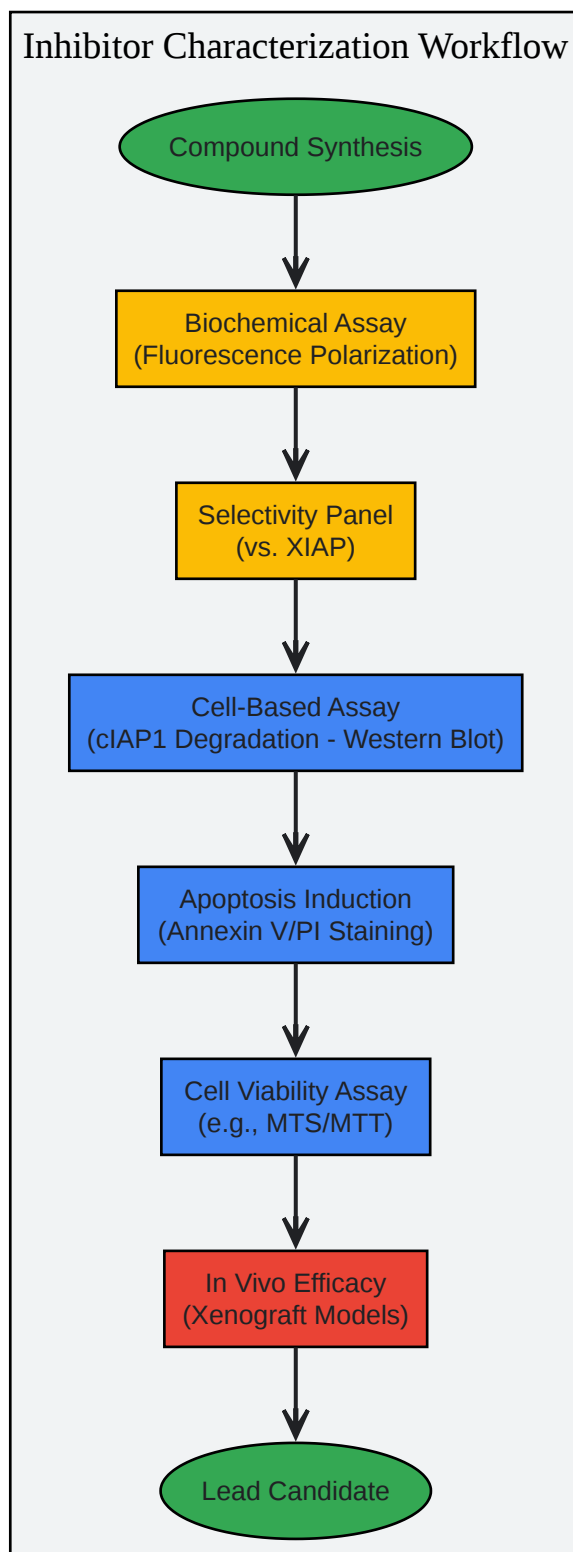 Inhibitor Characterization Workflow
Compound Synthesis
Biochemical Assay
(Fluorescence Polarization)
Selectivity Panel
(vs. XIAP)
Cell-Based Assay
(cIAP1 Degradation - Western Blot)
Apoptosis Induction
(Annexin V/PI Staining)
Cell Viability Assay
(e.g., MTS/MTT)
In Vivo Efficacy
(Xenograft Models)
Lead Candidate